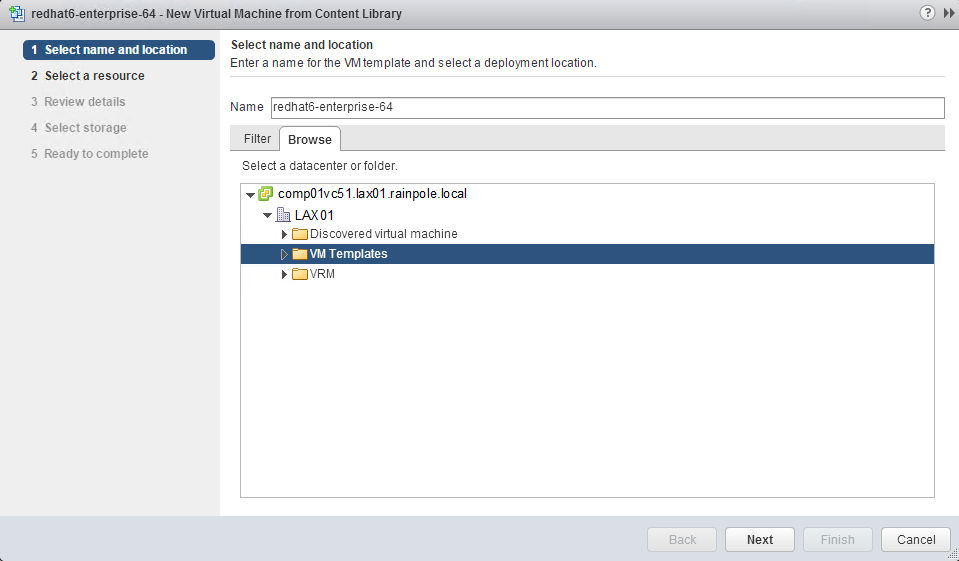 redhat6-enterprise-64 - New Virtual Machine from Content Library
?
1 Select name and location
2 Select a resource
3 Review details
4 Select storage
5 Ready to complete
Select name and location
Enter a name for the VM template and select a deployment location.
Name redhat6-enterprise-64
Filter Browse
Select a datacenter or folder.
comp01vc51.lax01.rainpole.local
LAX01
Discovered virtual machine
VM Templates
VRM
Back Next Finish Cancel